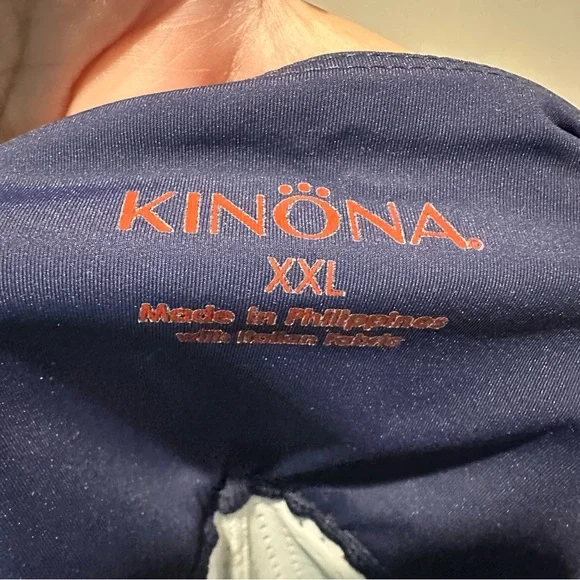 KINÖNA®
XXL
Made in Philippines
with Italian Fabric